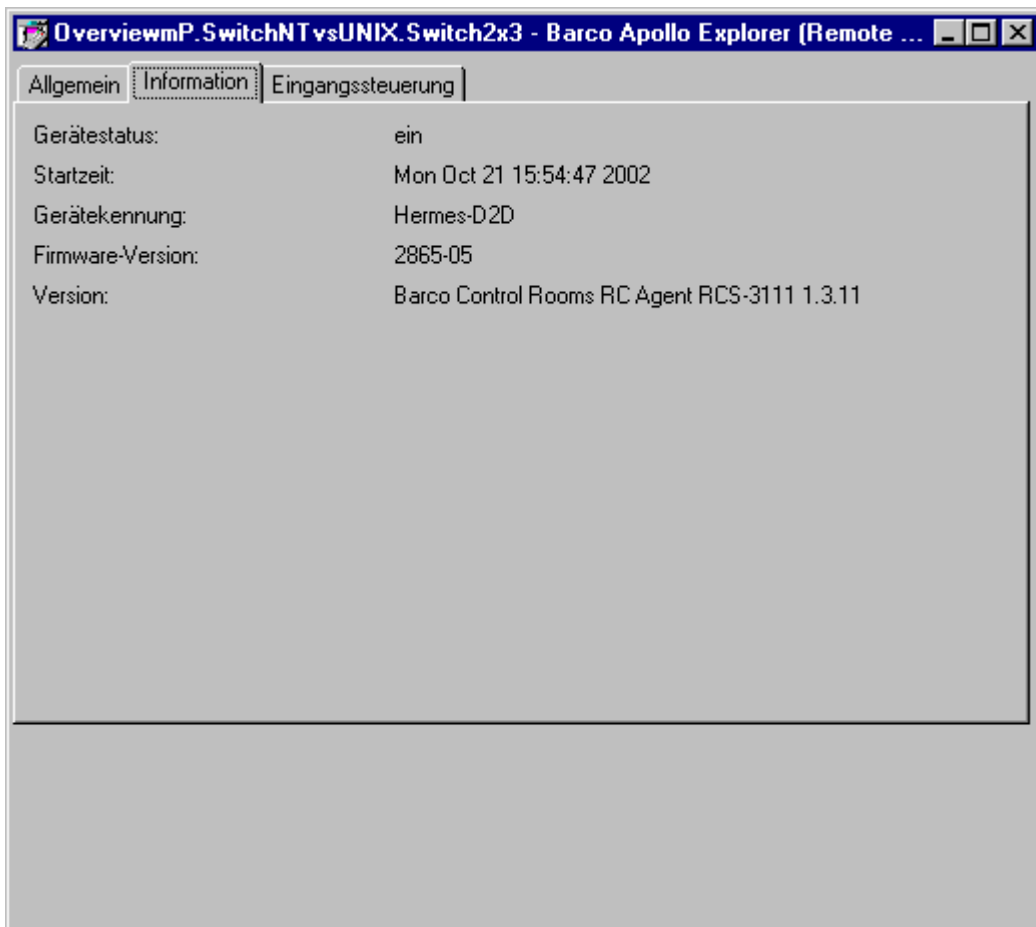 OverviewmP.SwitchNTvsUNIX.Switch2x3 - Barco Apollo Explorer (Remote ...
Allgemein Information Eingangssteuerung
Gerätestatus: ein
Startzeit: Mon Oct 21 15:54:47 2002
Gerätekennung: Hermes-D2D
Firmware-Version: 2865-05
Version: Barco Control Rooms RC Agent RCS-3111 1.3.11